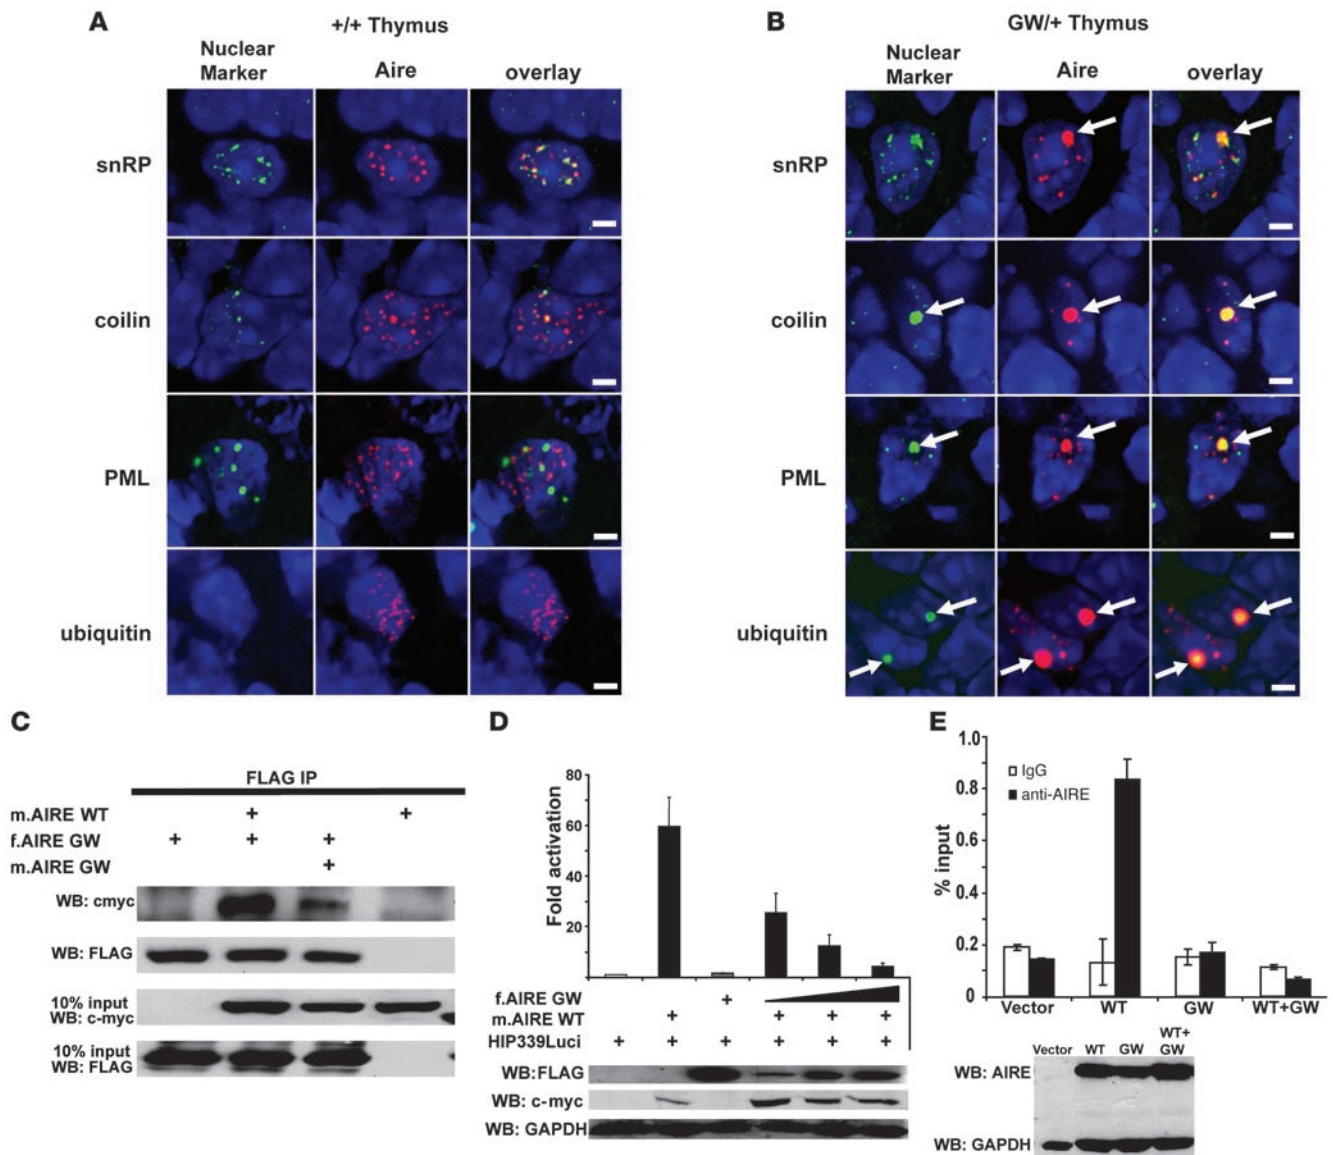 A
+/+ Thymus
Nuclear Marker Aire overlay
snRP
coilin
PML
ubiquitin
B
GW/+ Thymus
Nuclear Marker Aire overlay
snRP
coilin
PML
ubiquitin
C
FLAG IP
m.AIRE WT + +
f.AIRE GW + + +
m.AIRE GW +
WB: cmyc
WB: FLAG
10% input
WB: c-myc
10% input
WB: FLAG
D
Fold activation
80
60
40
20
f.AIRE GW +
m.AIRE WT + + + +
HIP339Luci + + + + + +
WB:FLAG
WB: c-myc
WB: GAPDH
E
% input
1.0
0.8
0.6
0.4
0.2
0
IgG
anti-AIRE
Vector WT GW WT+GW
Vector WT GW WT+ GW
WB: AIRE
WB: GAPDH